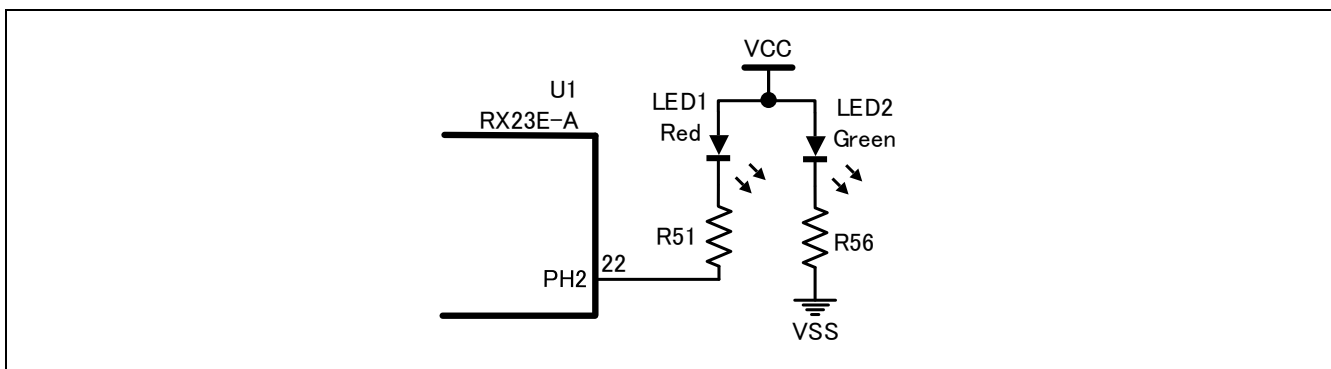 VCC
U1
RX23E-A
LED1
Red
LED2
Green
R51
R56
PH2
22
VSS